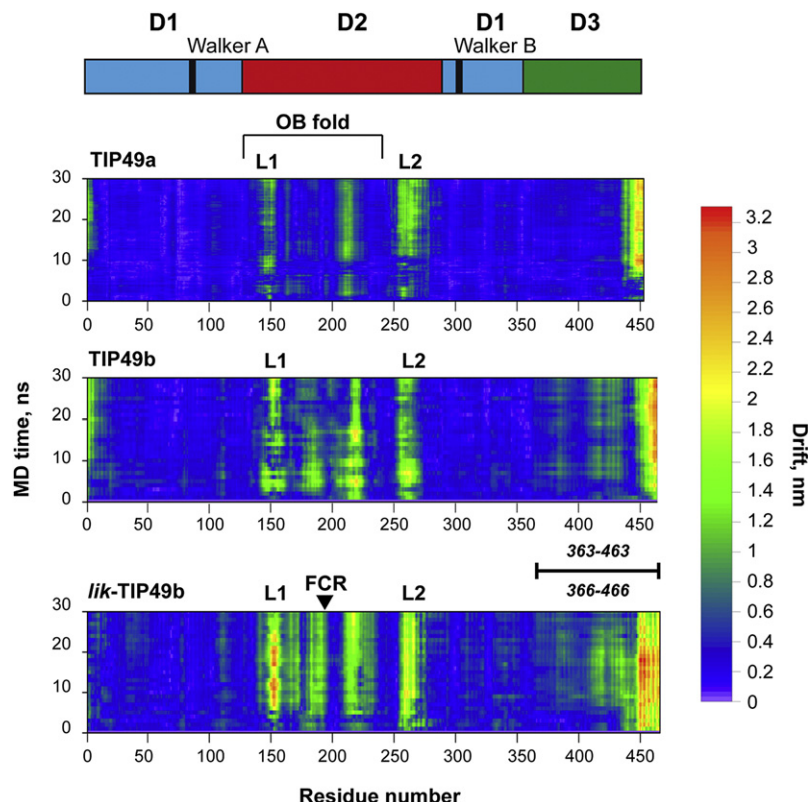 D1 D2 D1 D3
Walker A Walker B
OB fold
TIP49a L1 L2
30
20
10
0
0 50 100 150 200 250 300 350 400 450
TIP49b L1 L2
30
20
10
0
0 50 100 150 200 250 300 350 400 450
MD time, ns
363-463
366-466
lik-TIP49b L1 FCR L2
30
20
10
0
0 50 100 150 200 250 300 350 400 450
Residue number
3.2
3
2.8
2.6
2.4
2.2
2
1.8
1.6
1.4
1.2
1
0.8
0.6
0.4
0.2
0
Drift, nm